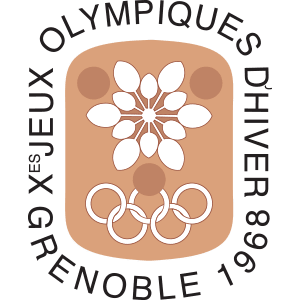 Xes JEUX OLYMPIQUES D'HIVER
GRENOBLE 1968